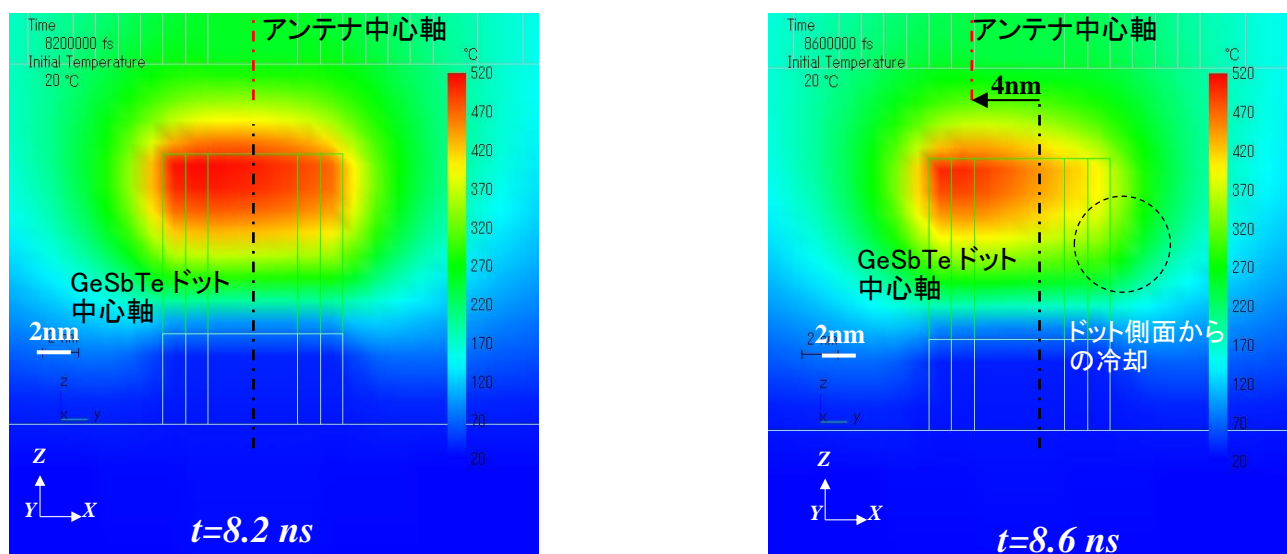 Time
8200000 fs
Initial Temperature
20 ℃
アンテナ中心軸
℃
520
470
420
370
320
270
220
170
120
70
20
GeSbTe ドット
中心軸
2nm
z
x y
Z
Y X
t=8.2 ns
Time
8600000 fs
Initial Temperature
20 ℃
アンテナ中心軸
4nm
℃
520
470
420
370
320
270
220
170
120
70
20
GeSbTe ドット
中心軸
ドット側面から
の冷却
2nm
z
x y
Z
Y X
t=8.6 ns